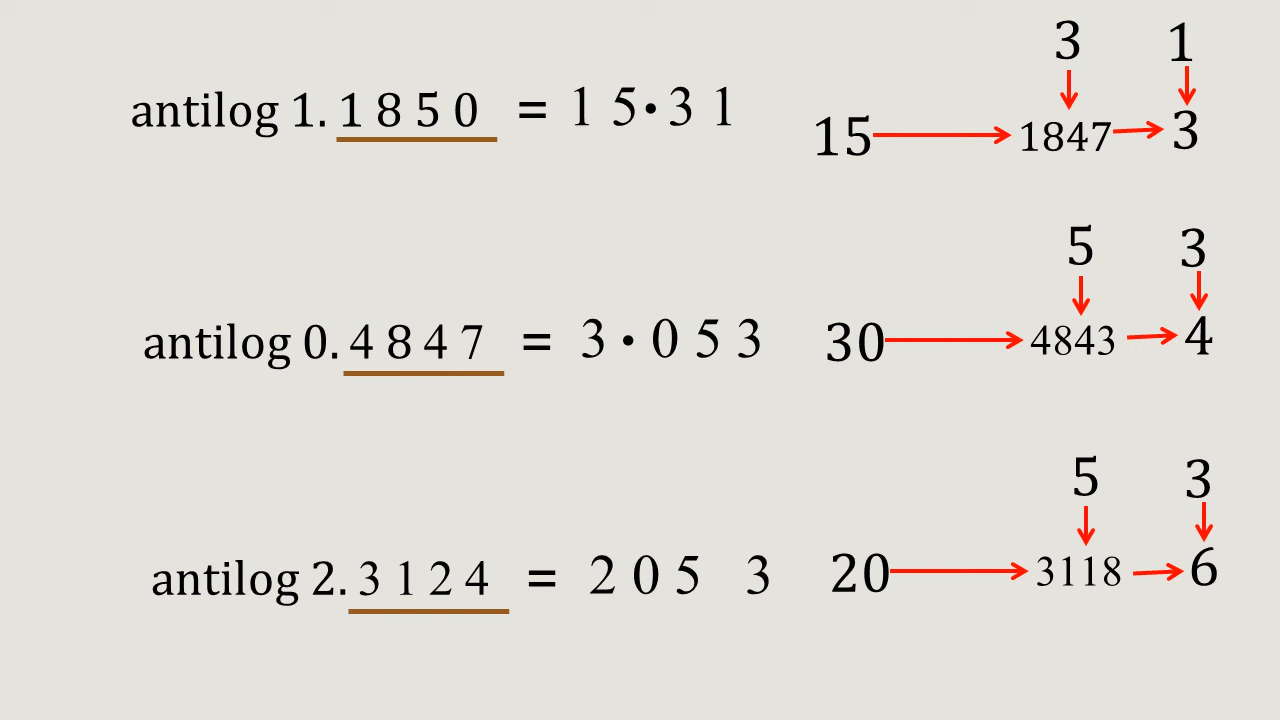 3 1
antilog 1. 1 8 5 0 = 1 5 · 3 1 15 1847 3
5 3
antilog 0. 4 8 4 7 = 3 · 0 5 3 30 4843 4
5 3
antilog 2. 3 1 2 4 = 2 0 5 3 20 3118 6